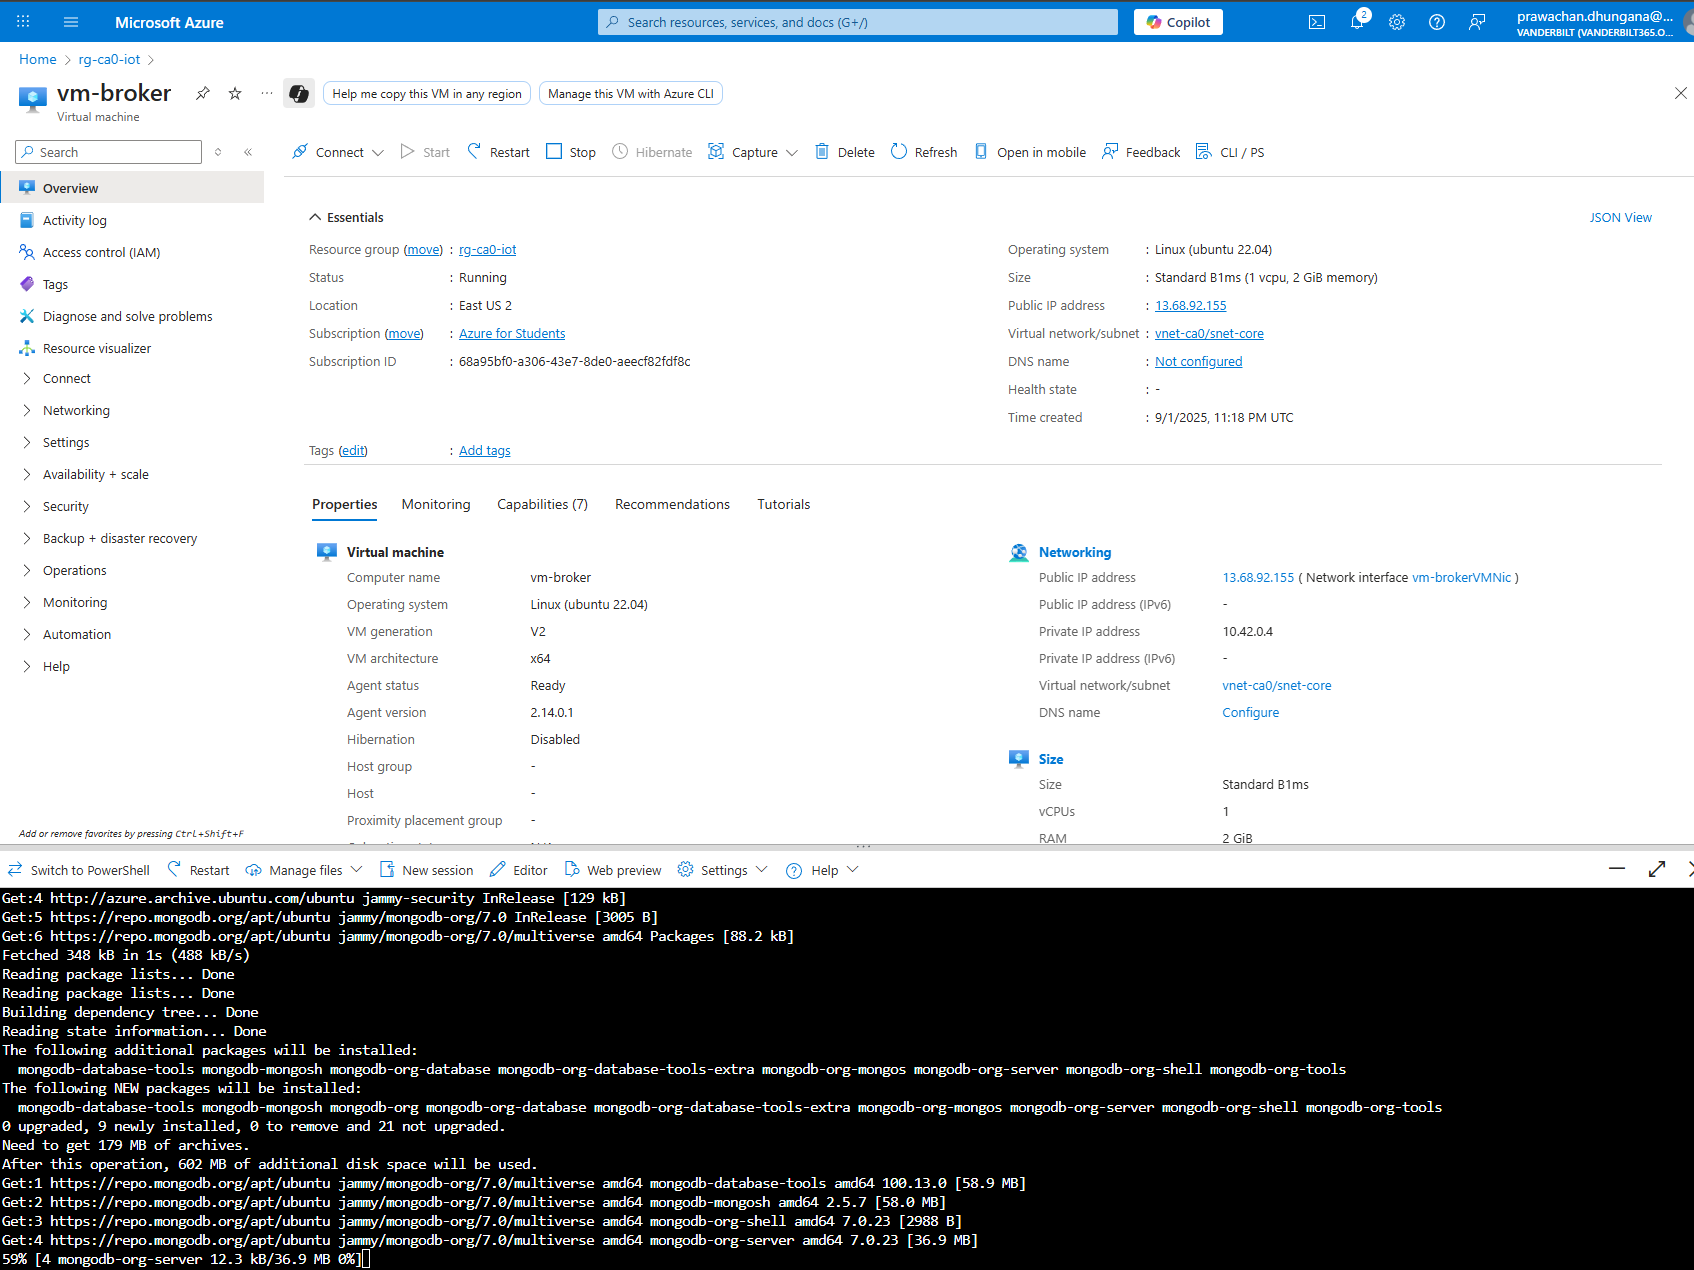 Microsoft Azure
Search resources, services, and docs (G+/)
Copilot
2
prawachan.dhungana@...
VANDERBILT (VANDERBILT365.O...
Home > rg-ca0-iot >
vm-broker
Virtual machine
Help me copy this VM in any region
Manage this VM with Azure CLI
Search
Connect
Start
Restart
Stop
Hibernate
Capture
Delete
Refresh
Open in mobile
Feedback
CLI / PS
Overview
Activity log
Access control (IAM)
Tags
Diagnose and solve problems
Resource visualizer
Connect
Networking
Settings
Availability + scale
Security
Backup + disaster recovery
Operations
Monitoring
Automation
Help
Add or remove favorites by pressing Ctrl+Shift+F
Essentials
JSON View
Resource group (move) : rg-ca0-iot
Status : Running
Location : East US 2
Subscription (move) : Azure for Students
Subscription ID : 68a95bf0-a306-43e7-8de0-aeecf82fdf8c
Operating system : Linux (ubuntu 22.04)
Size : Standard B1ms (1 vcpu, 2 GiB memory)
Public IP address : 13.68.92.155
Virtual network/subnet : vnet-ca0/snet-core
DNS name : Not configured
Health state : -
Time created : 9/1/2025, 11:18 PM UTC
Tags (edit) : Add tags
Properties
Monitoring
Capabilities (7)
Recommendations
Tutorials
Virtual machine
Computer name vm-broker
Operating system Linux (ubuntu 22.04)
VM generation V2
VM architecture x64
Agent status Ready
Agent version 2.14.0.1
Hibernation Disabled
Host group -
Host -
Proximity placement group -
Networking
Public IP address 13.68.92.155 ( Network interface vm-brokerVMNic )
Public IP address (IPv6) -
Private IP address 10.42.0.4
Private IP address (IPv6) -
Virtual network/subnet vnet-ca0/snet-core
DNS name Configure
Size
Size Standard B1ms
vCPUs 1
RAM 2 GiB
Switch to PowerShell
Restart
Manage files
New session
Editor
Web preview
Settings
Help
Get:4 http://azure.archive.ubuntu.com/ubuntu jammy-security InRelease [129 kB]
Get:5 https://repo.mongodb.org/apt/ubuntu jammy/mongodb-org/7.0 InRelease [3005 B]
Get:6 https://repo.mongodb.org/apt/ubuntu jammy/mongodb-org/7.0/multiverse amd64 Packages [88.2 kB]
Fetched 348 kB in 1s (488 kB/s)
Reading package lists... Done
Reading package lists... Done
Building dependency tree... Done
Reading state information... Done
The following additional packages will be installed:
mongodb-database-tools mongodb-mongosh mongodb-org-database mongodb-org-database-tools-extra mongodb-org-mongos mongodb-org-server mongodb-org-shell mongodb-org-tools
The following NEW packages will be installed:
mongodb-database-tools mongodb-mongosh mongodb-org mongodb-org-database mongodb-org-database-tools-extra mongodb-org-mongos mongodb-org-server mongodb-org-shell mongodb-org-tools
0 upgraded, 9 newly installed, 0 to remove and 21 not upgraded.
Need to get 179 MB of archives.
After this operation, 602 MB of additional disk space will be used.
Get:1 https://repo.mongodb.org/apt/ubuntu jammy/mongodb-org/7.0/multiverse amd64 mongodb-database-tools amd64 100.13.0 [58.9 MB]
Get:2 https://repo.mongodb.org/apt/ubuntu jammy/mongodb-org/7.0/multiverse amd64 mongodb-mongosh amd64 2.5.7 [58.0 MB]
Get:3 https://repo.mongodb.org/apt/ubuntu jammy/mongodb-org/7.0/multiverse amd64 mongodb-org-shell amd64 7.0.23 [2988 B]
Get:4 https://repo.mongodb.org/apt/ubuntu jammy/mongodb-org/7.0/multiverse amd64 mongodb-org-server amd64 7.0.23 [36.9 MB]
59% [4 mongodb-org-server 12.3 kB/36.9 MB 0%]